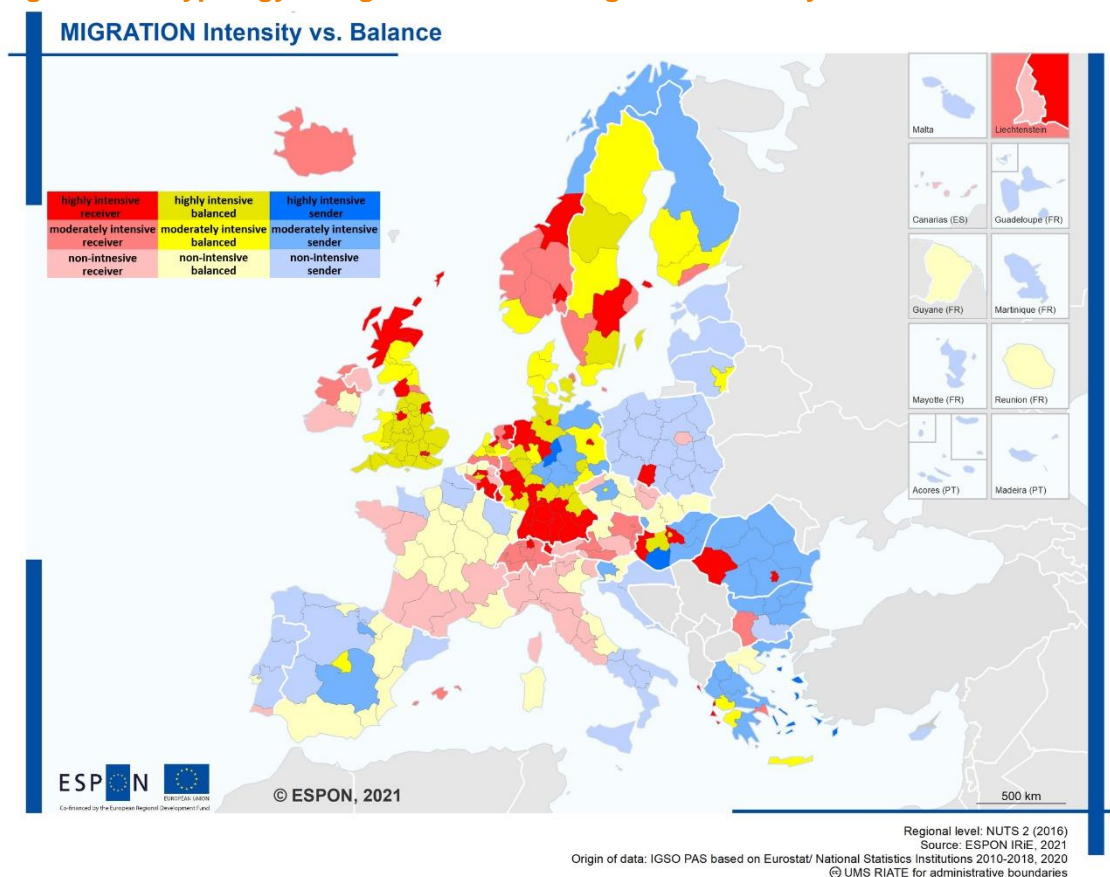 MIGRATION Intensity vs. Balance
highly intensive receiver
highly intensive balanced
highly intensive sender
moderately intensive receiver
moderately intensive balanced
moderately intensive sender
non-intnesive receiver
non-intensive balanced
non-intensive sender
Malta
Liechtenstein
Canarias (ES)
Guadeloupe (FR)
Guyane (FR)
Martinique (FR)
Mayotte (FR)
Reunion (FR)
Acores (PT)
Madeira (PT)
ESPON
EUROPEAN UNION
Co-financed by the European Regional Development Fund
© ESPON, 2021
500 km
Regional level: NUTS 2 (2016)
Source: ESPON IRiE, 2021
Origin of data: IGSO PAS based on Eurostat/ National Statistics Institutions 2010-2018, 2020
UMS RIATE for administrative boundaries